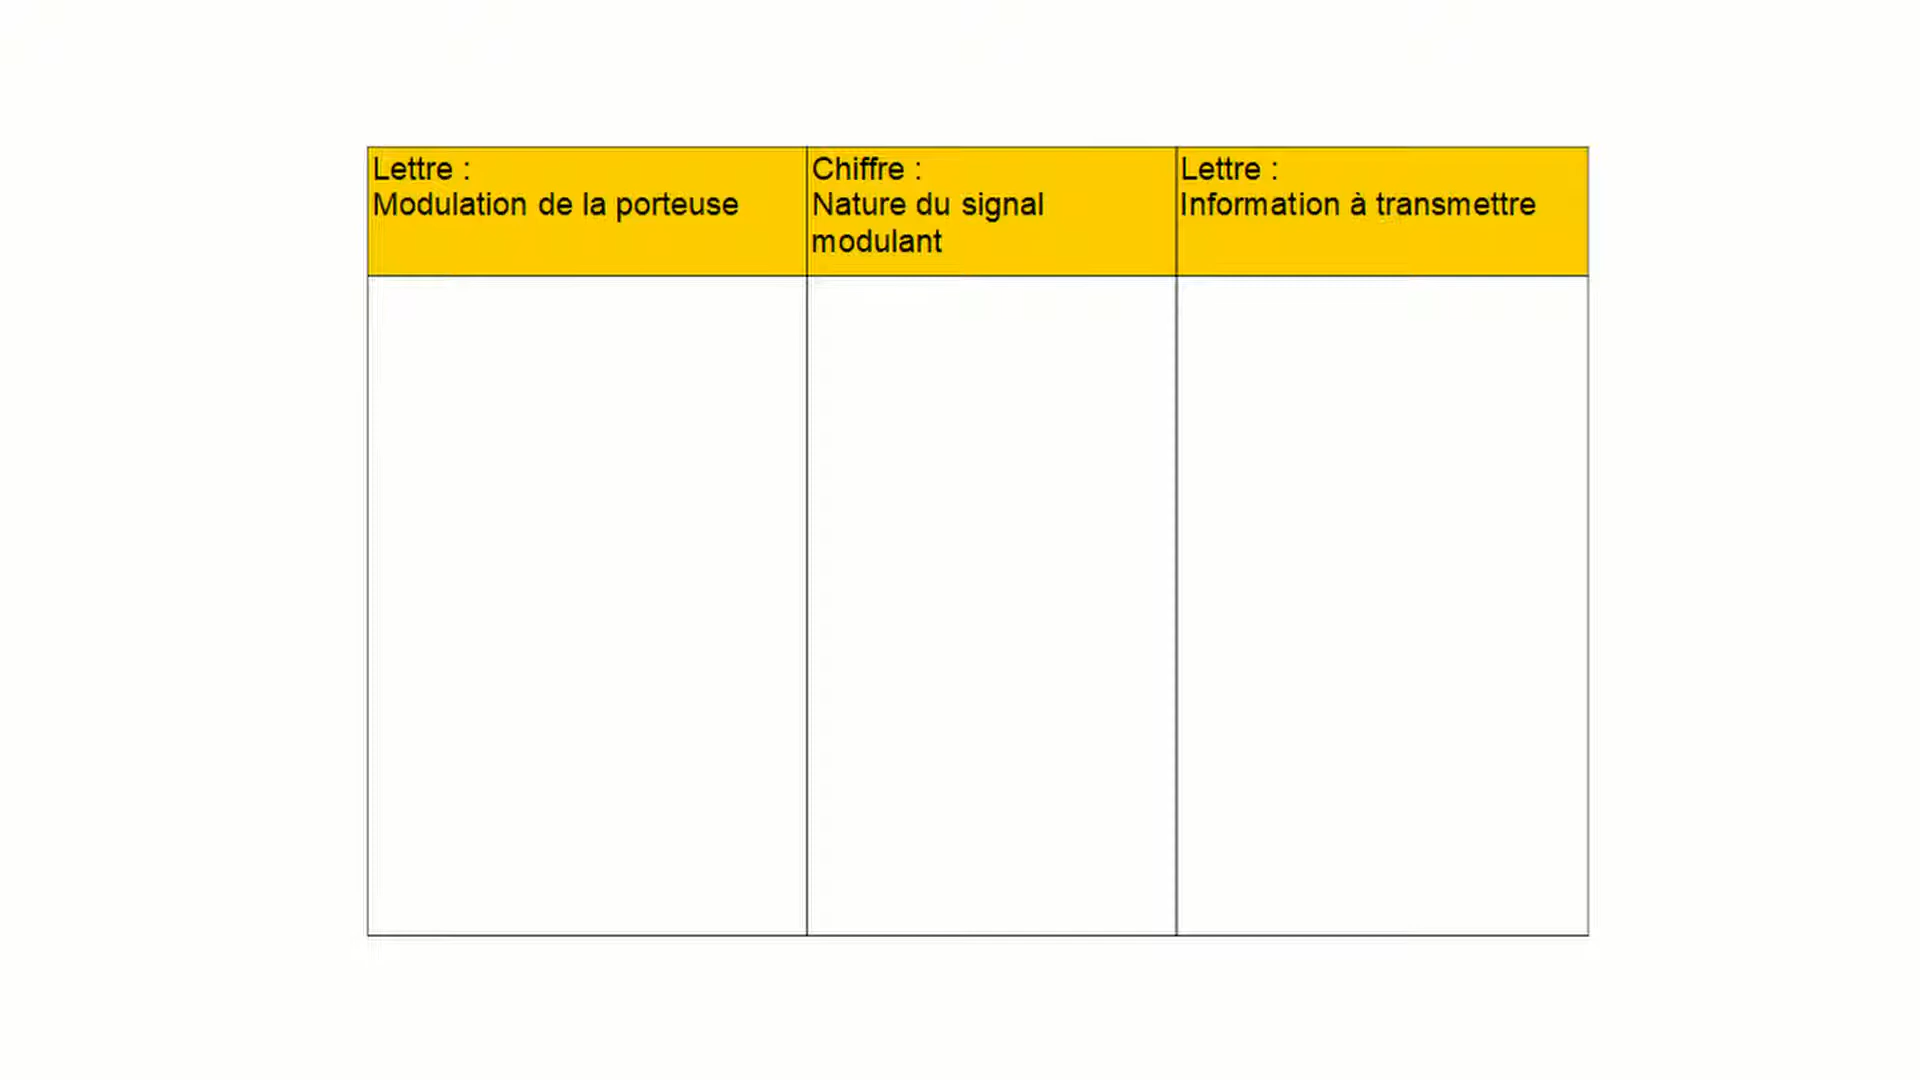 Lettre :
Modulation de la porteuse
Chiffre :
Nature du signal
modulant
Lettre :
Information à transmettre